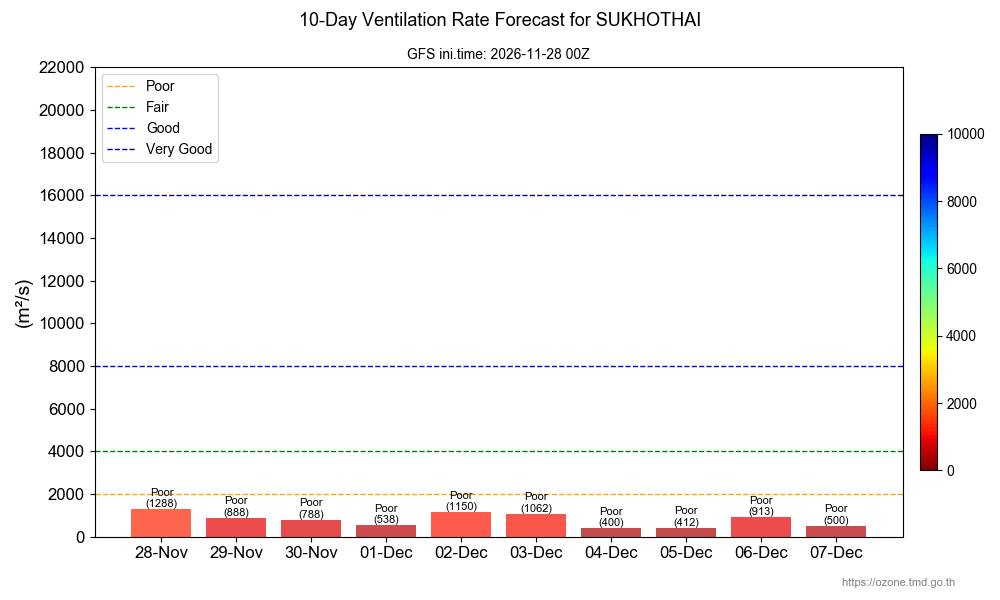 10-Day Ventilation Rate Forecast for SUKHOTHAI
GFS ini.time: 2026-11-28 00Z
(m²/s)
22000
20000
18000
16000
14000
12000
10000
8000
6000
4000
2000
0
Poor
Fair
Good
Very Good
Poor
(1288)
Poor
(888)
Poor
(788)
Poor
(538)
Poor
(1150)
Poor
(1062)
Poor
(400)
Poor
(412)
Poor
(913)
Poor
(500)
28-Nov 29-Nov 30-Nov 01-Dec 02-Dec 03-Dec 04-Dec 05-Dec 06-Dec 07-Dec
10000
8000
6000
4000
2000
0
https://ozone.tmd.go.th